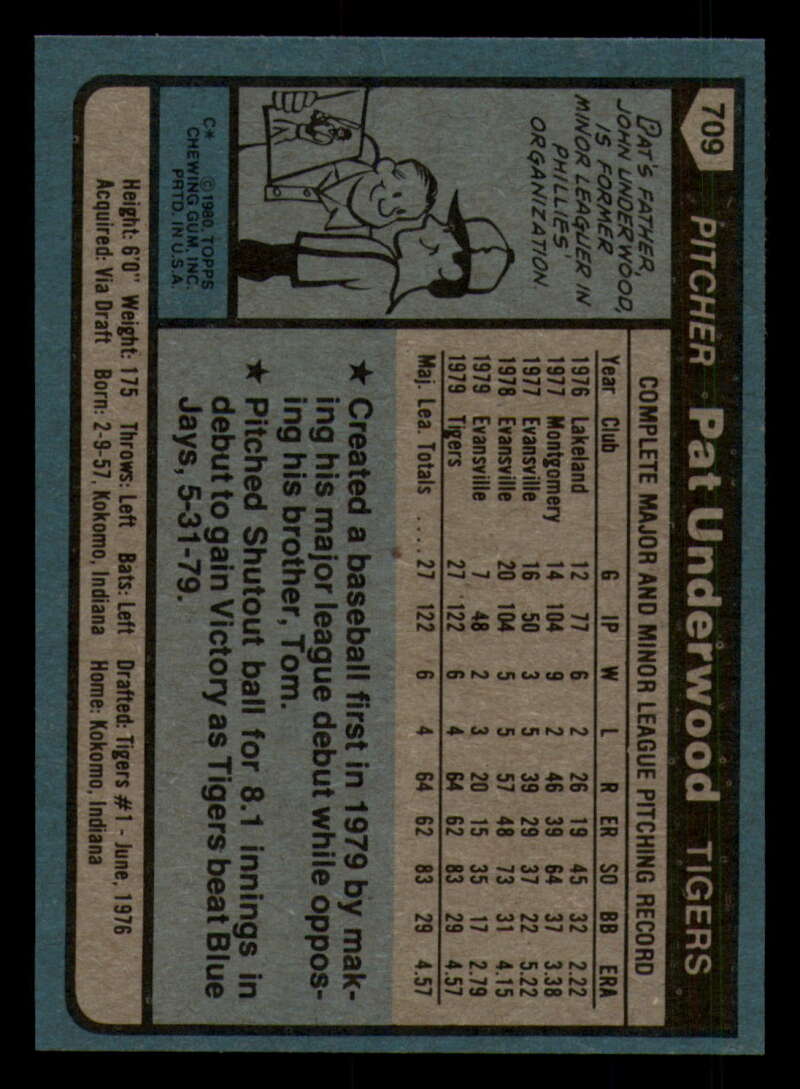 709 PITCHER • Pat Underwood TIGERS
PAT'S FATHER,
JOHN UNDERWOOD,
IS FORMER
MINOR LEAGUER IN
PHILLIES'
ORGANIZATION
C* © 1980 TOPPS
CHEWING GUM, INC.
PRTD. IN U.S.A.
COMPLETE MAJOR AND MINOR LEAGUE PITCHING RECORD
Year Club G IP W L R ER SO BB ERA
1976 Lakeland 12 77 6 2 26 19 45 32 2.22
1977 Montgomery 14 104 9 2 46 39 64 37 3.38
1977 Evansville 16 50 3 5 39 29 37 22 5.22
1978 Evansville 20 104 5 5 57 48 73 31 4.15
1979 Evansville 7 48 2 3 20 15 35 17 2.79
1979 Tigers 27 122 6 4 64 62 83 29 4.57
Maj. Lea. Totals .... 27 122 6 4 64 62 83 29 4.57
★ Created a baseball first in 1979 by mak-
ing his major league debut while oppos-
ing his brother, Tom.
★ Pitched Shutout ball for 8.1 innings in
debut to gain Victory as Tigers beat Blue
Jays, 5-31-79.
Height: 6'0" Weight: 175 Throws: Left Bats: Left Drafted: Tigers #1 - June, 1976
Acquired: Via Draft Born: 2-9-57, Kokomo, Indiana Home: Kokomo, Indiana